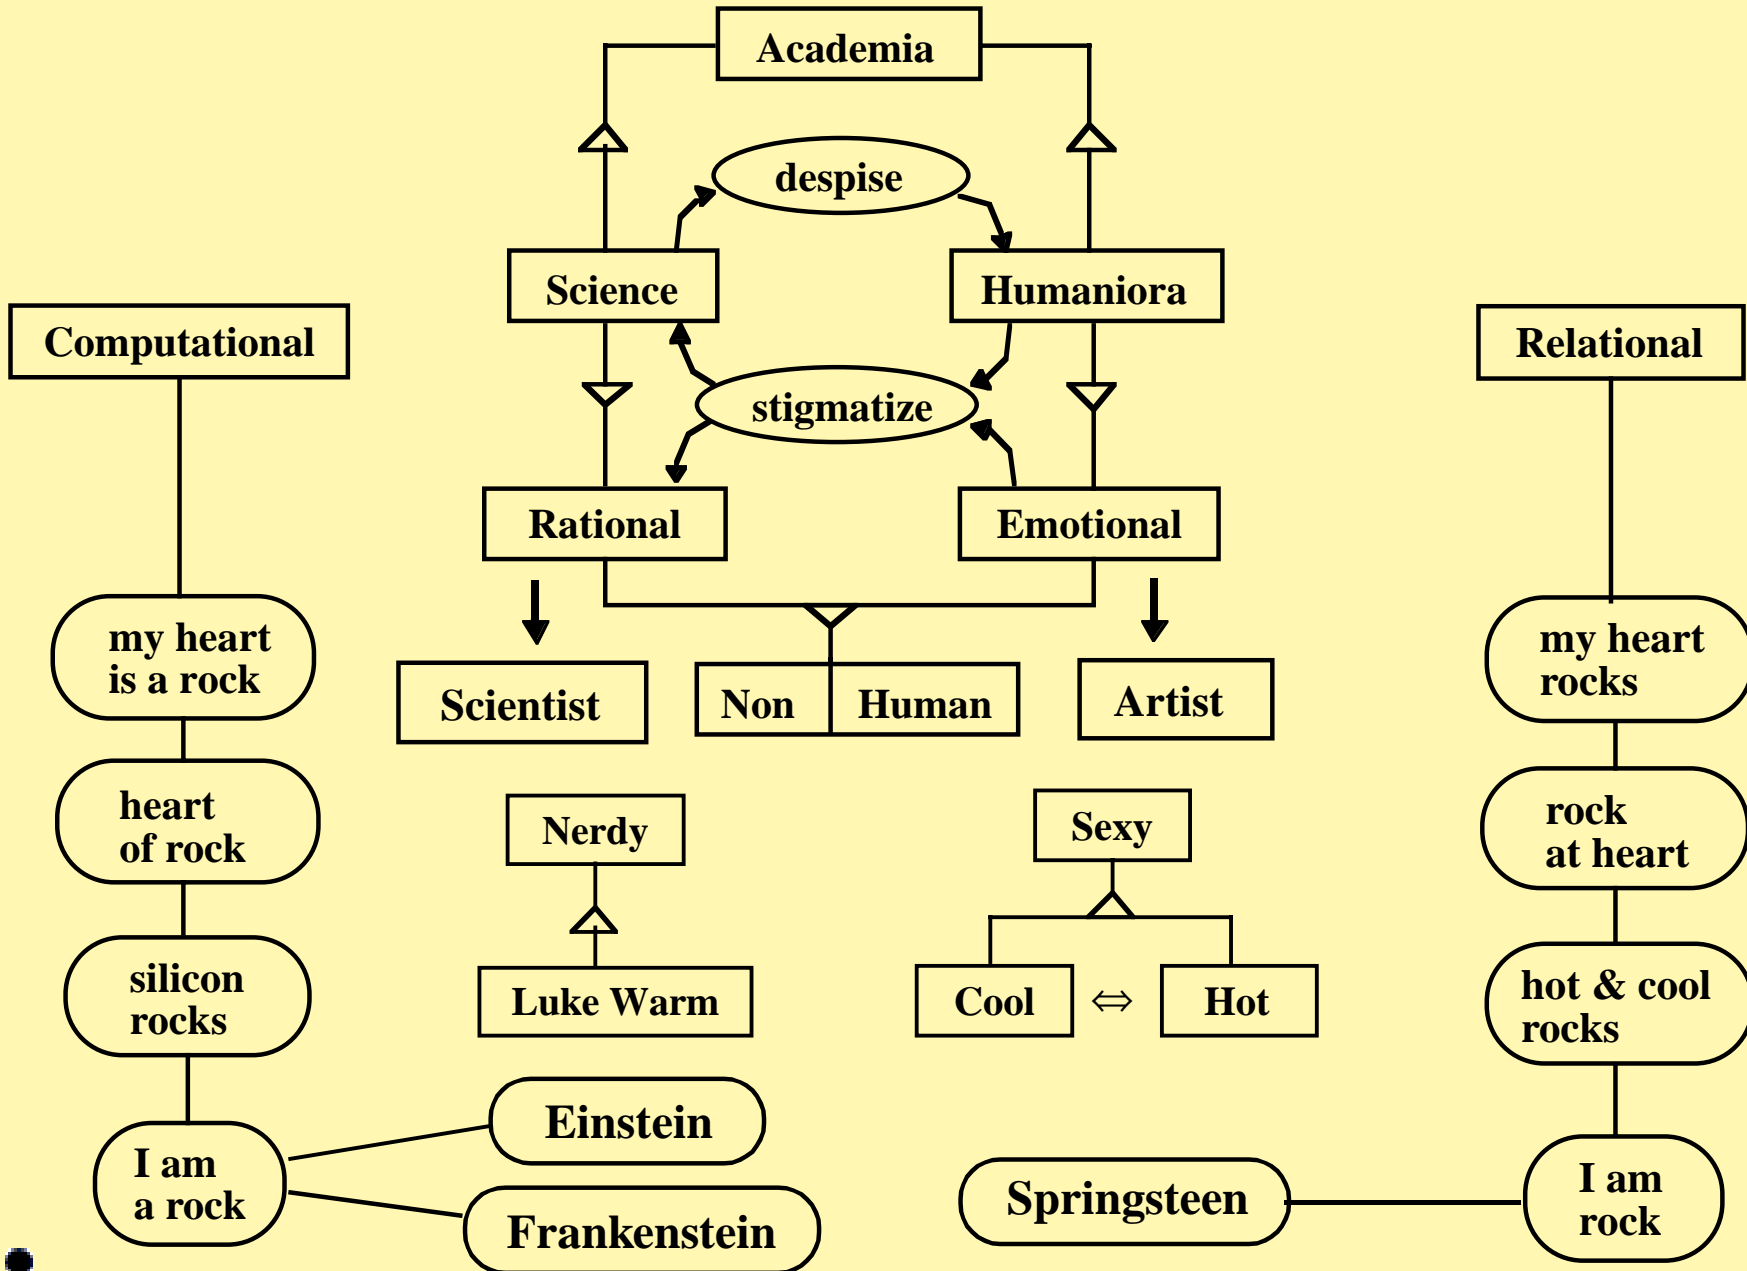 Academia
despise
Science
Humaniora
Computational
Relational
stigmatize
Rational
Emotional
my heart
is a rock
Scientist
Non Human
Artist
my heart
rocks
heart
of rock
Nerdy
Sexy
rock
at heart
silicon
rocks
Luke Warm
Cool ⇔ Hot
hot & cool
rocks
Einstein
I am
a rock
Frankenstein
Springsteen
I am
rock